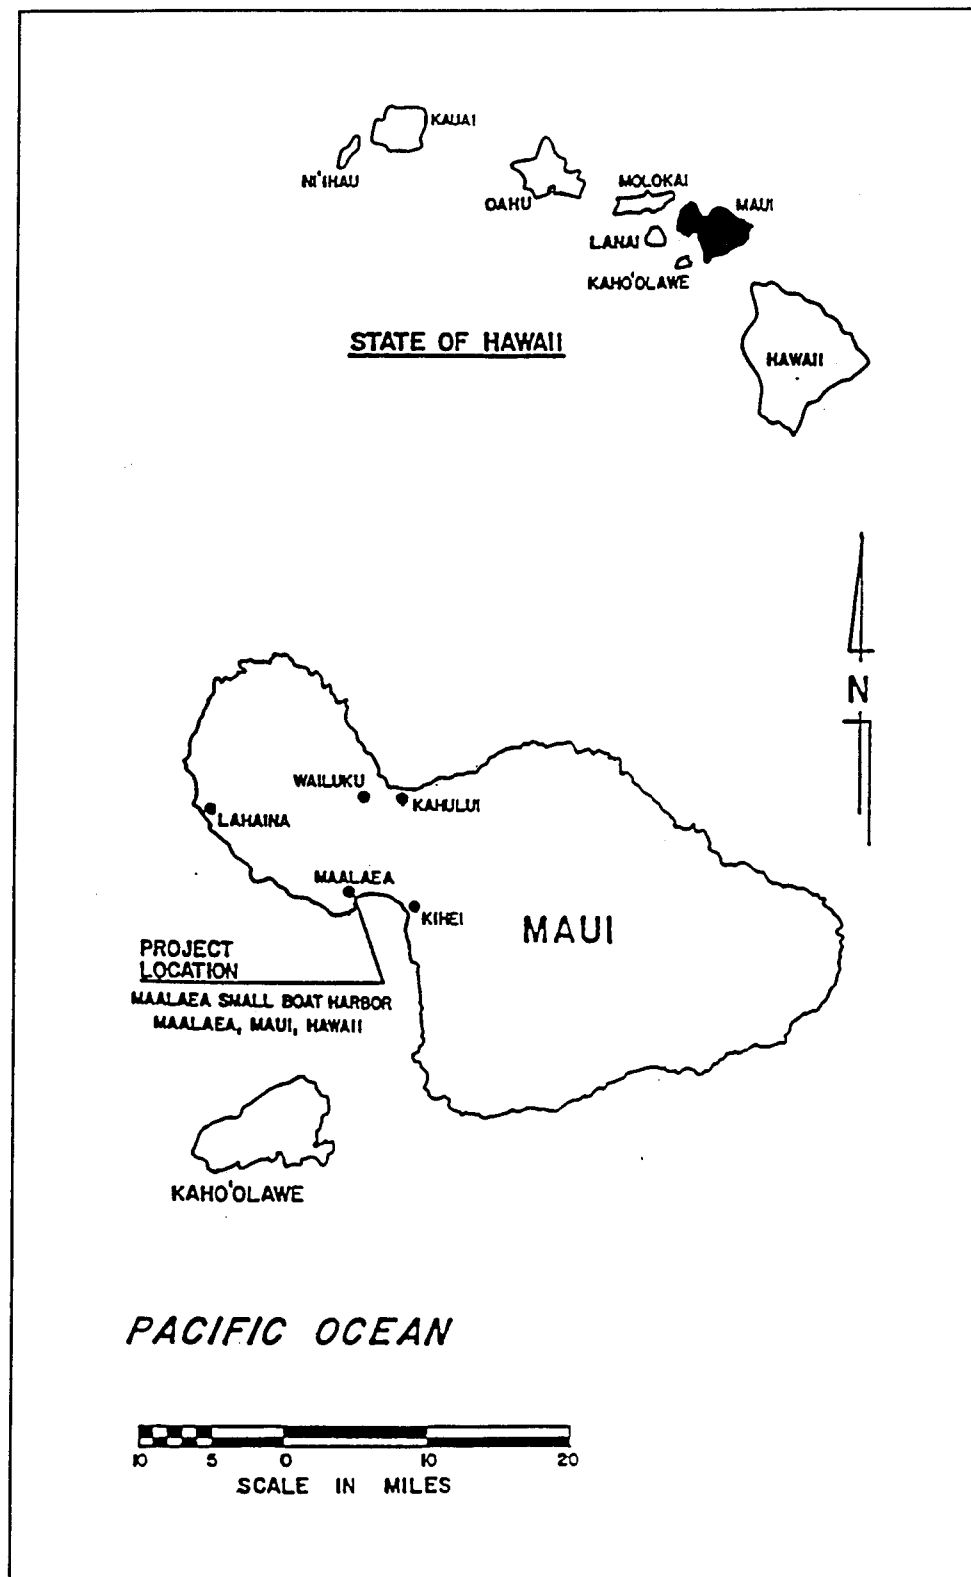 KAUAI
NI'IHAU
OAHU
MOLOKAI
MAUI
LANAI
KAHO'OLAWE
STATE OF HAWAII
HAWAII
N
WAILUKU
KAHULUI
LAHAINA
MAALAEA
KIHEI
MAUI
PROJECT
LOCATION
MAALAEA SMALL BOAT HARBOR
MAALAEA, MAUI, HAWAII
KAHO'OLAWE
PACIFIC OCEAN
10 5 0 10 20
SCALE IN MILES